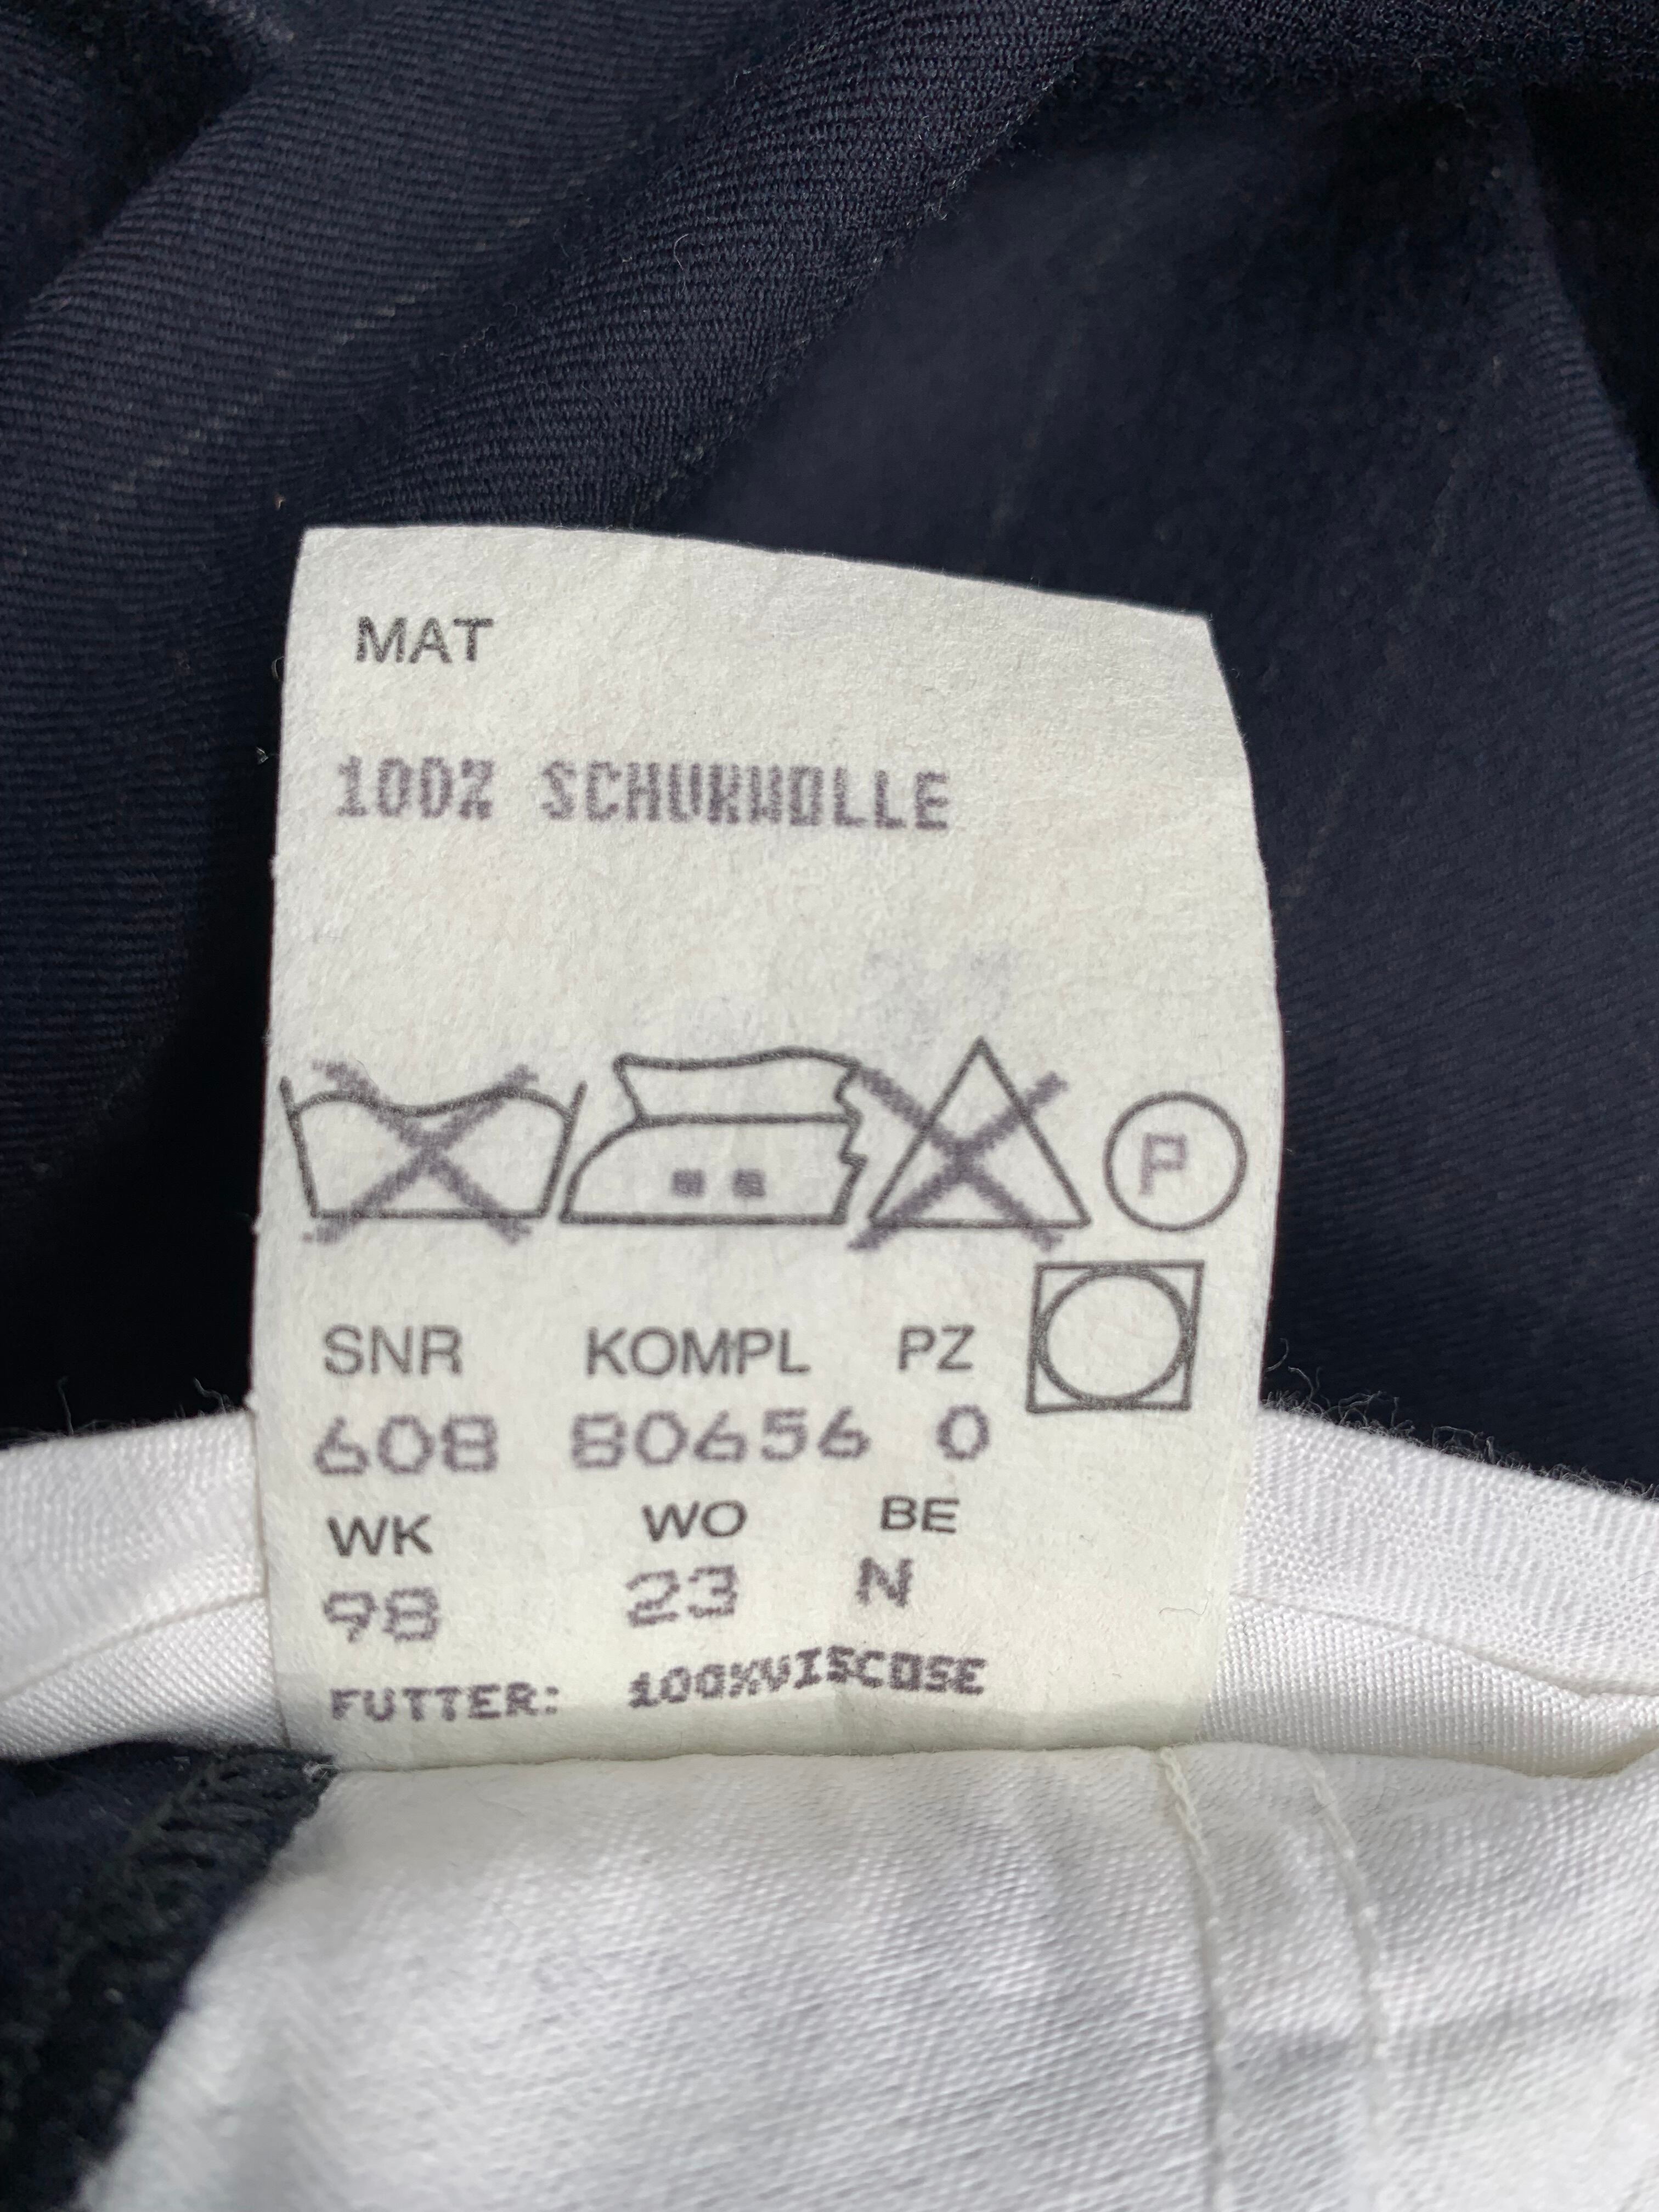 MAT
100% SCHURWOLLE
P
SNR KOMPL PZ
608 80656 0
WK WO BE
98 23 N
FUTTER: 100%VISCOSE